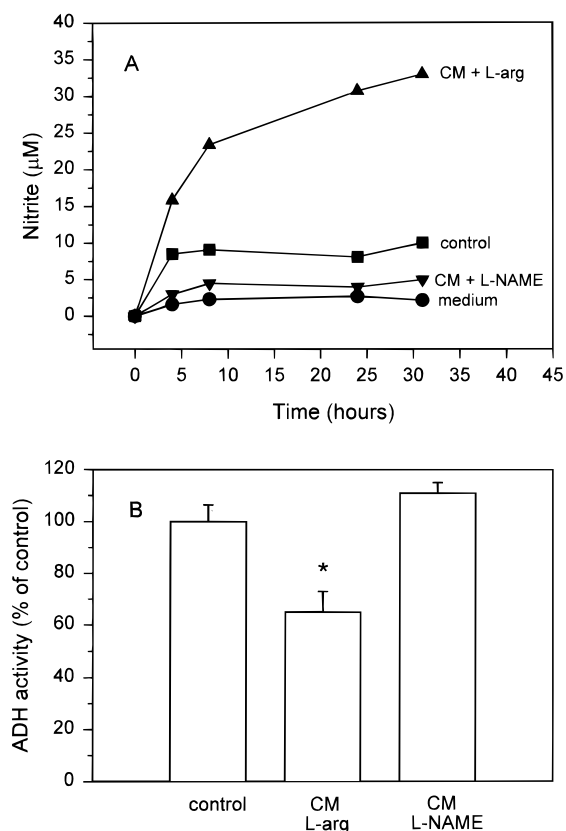 40
35
30
25
20
15
10
5
0
Nitrite (μM)
A
CM + L-arg
control
CM + L-NAME
medium
0 5 10 15 20 25 30 35 40 45
Time (hours)
120
100
80
60
40
20
0
ADH activity (% of control)
B
*
control CM CM
L-arg L-NAME